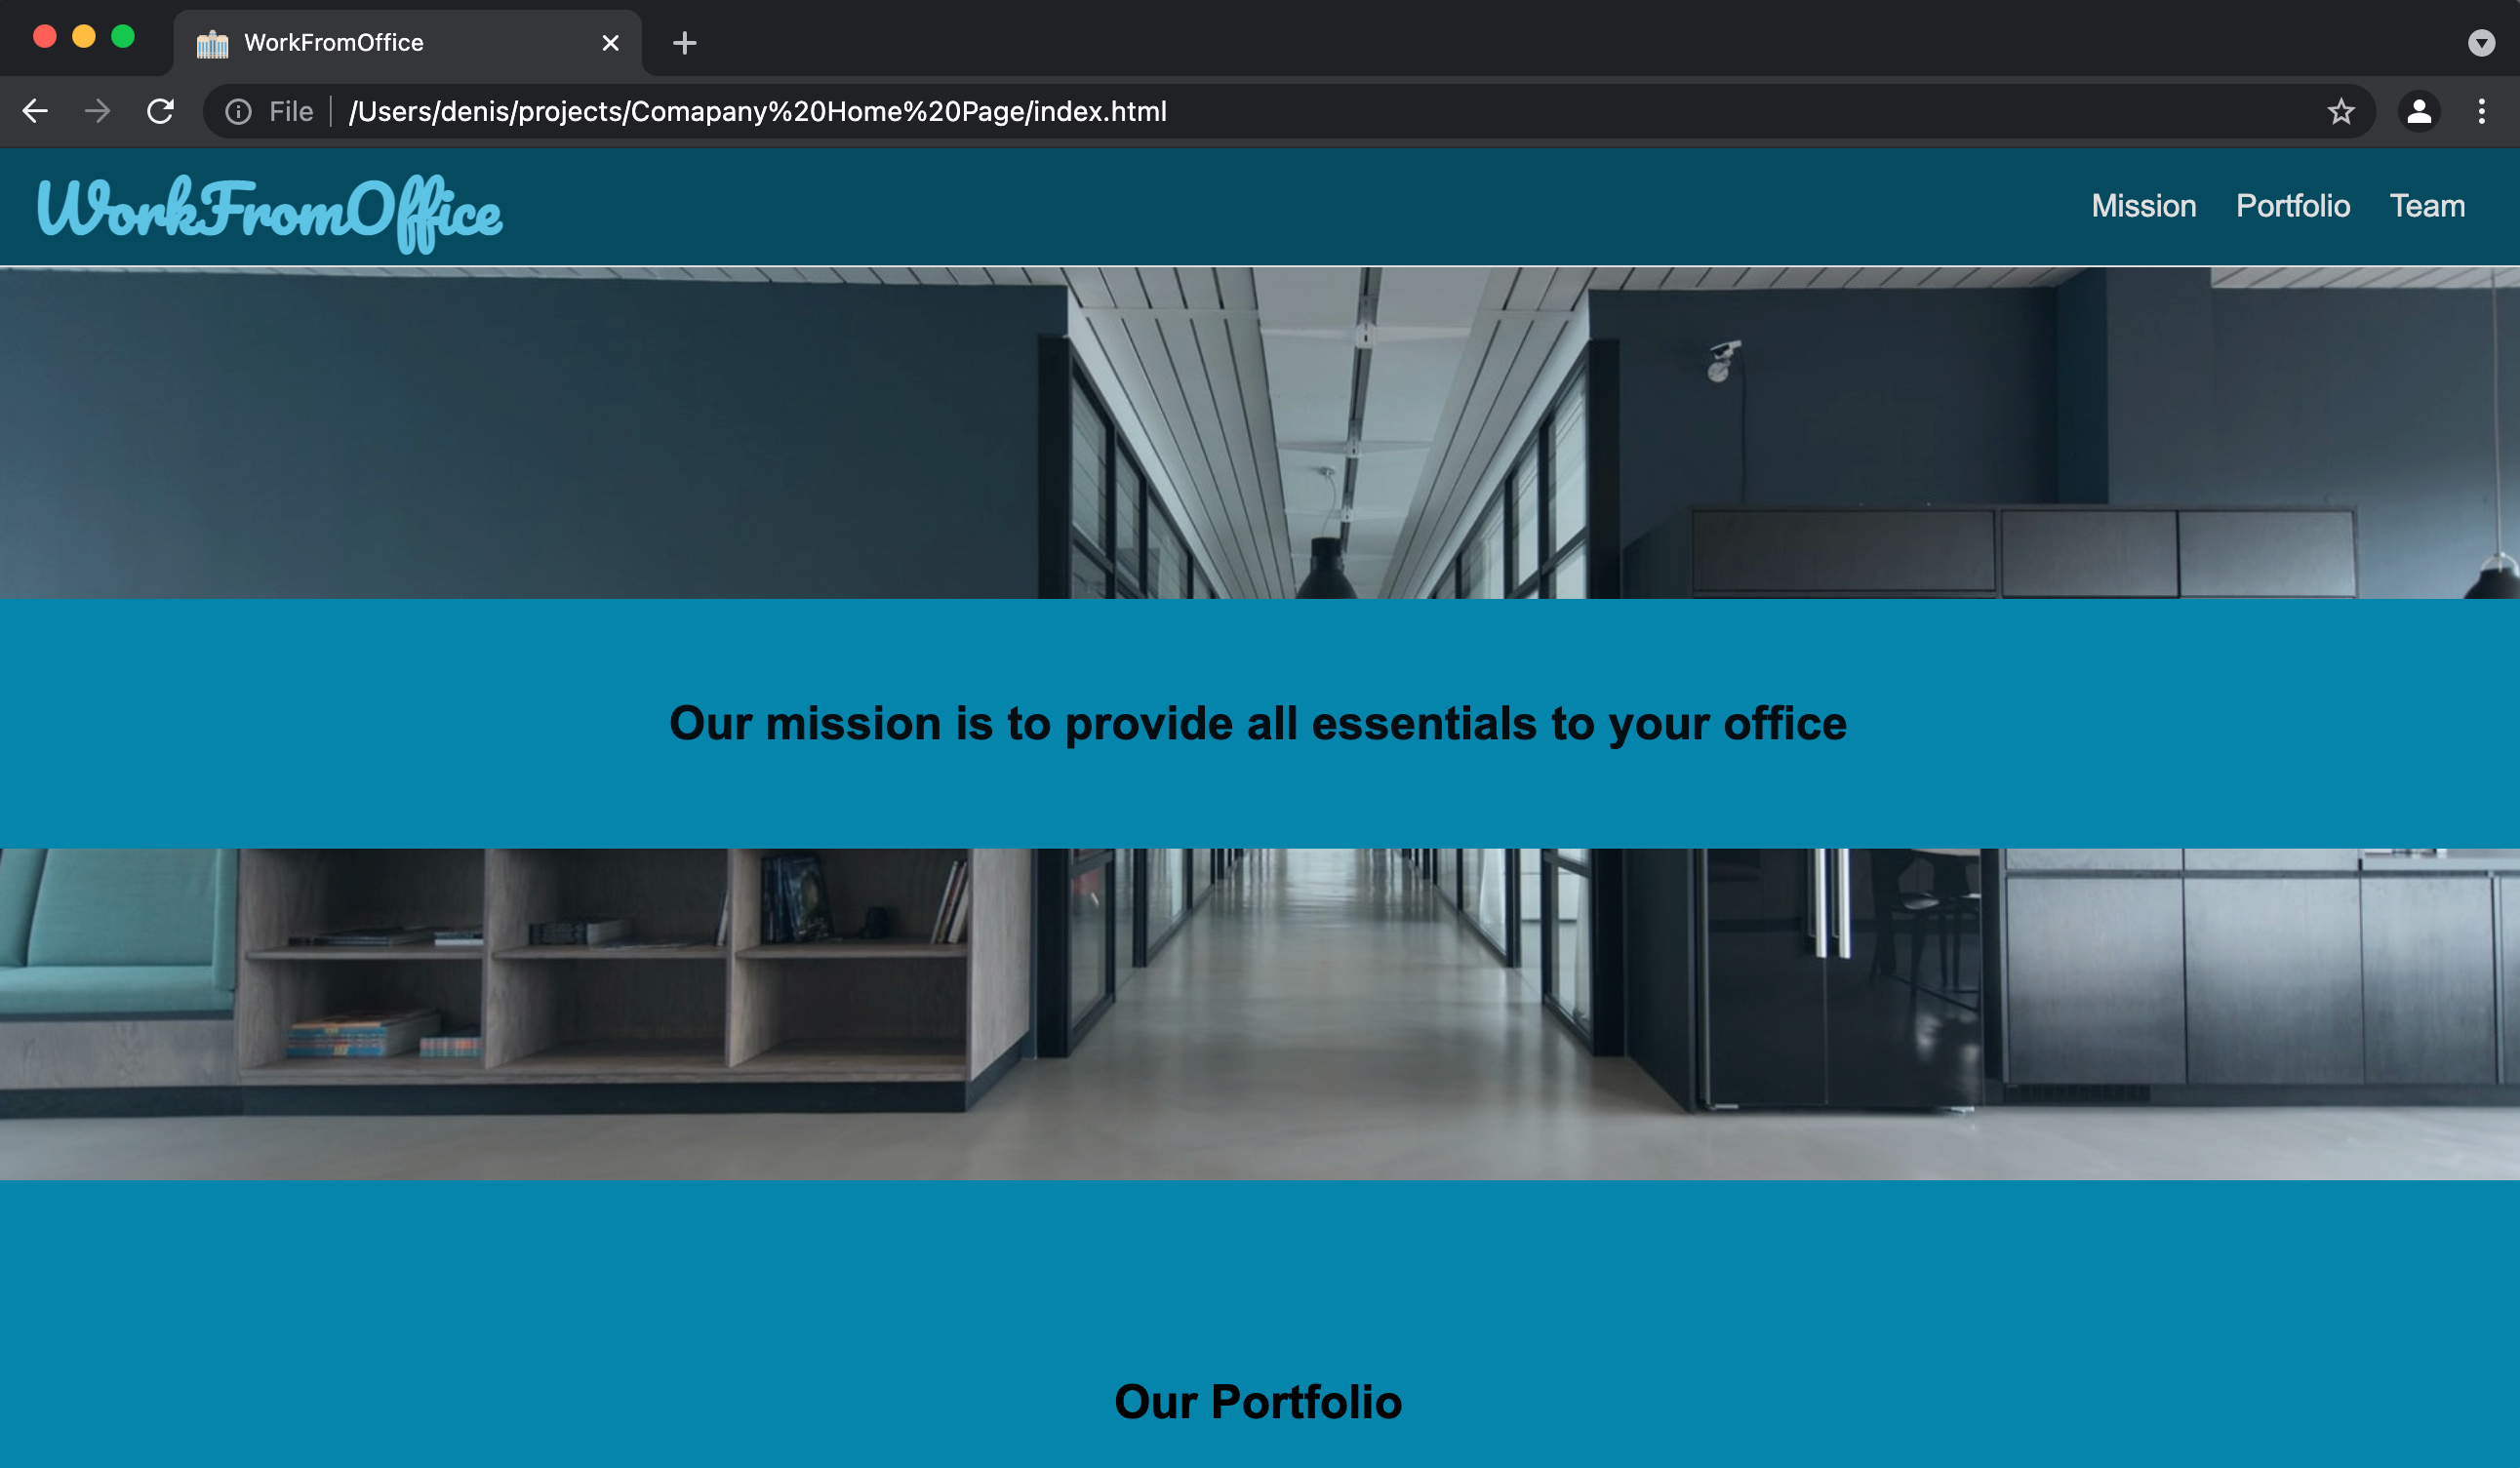 WorkFromOffice
File /Users/denis/projects/Comapany%20Home%20Page/index.html
WorkFromOffice Mission Portfolio Team
Our mission is to provide all essentials to your office
Our Portfolio